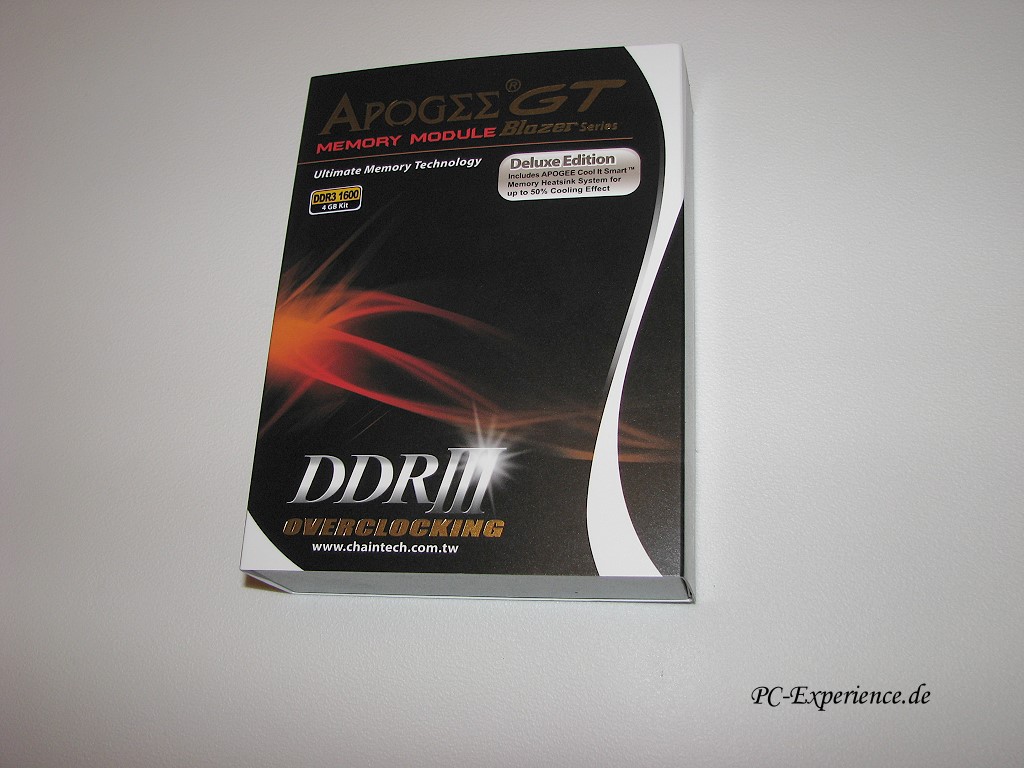 APOGEE® GT
MEMORY MODULE Blazer Series
Ultimate Memory Technology
Deluxe Edition
Includes APOGEE Cool It Smart™
Memory Heatsink System for
up to 50% Cooling Effect
DDR3 1600
4 GB Kit
DDRIII
OVERCLOCKING
www.chaintech.com.tw
PC-Experience.de